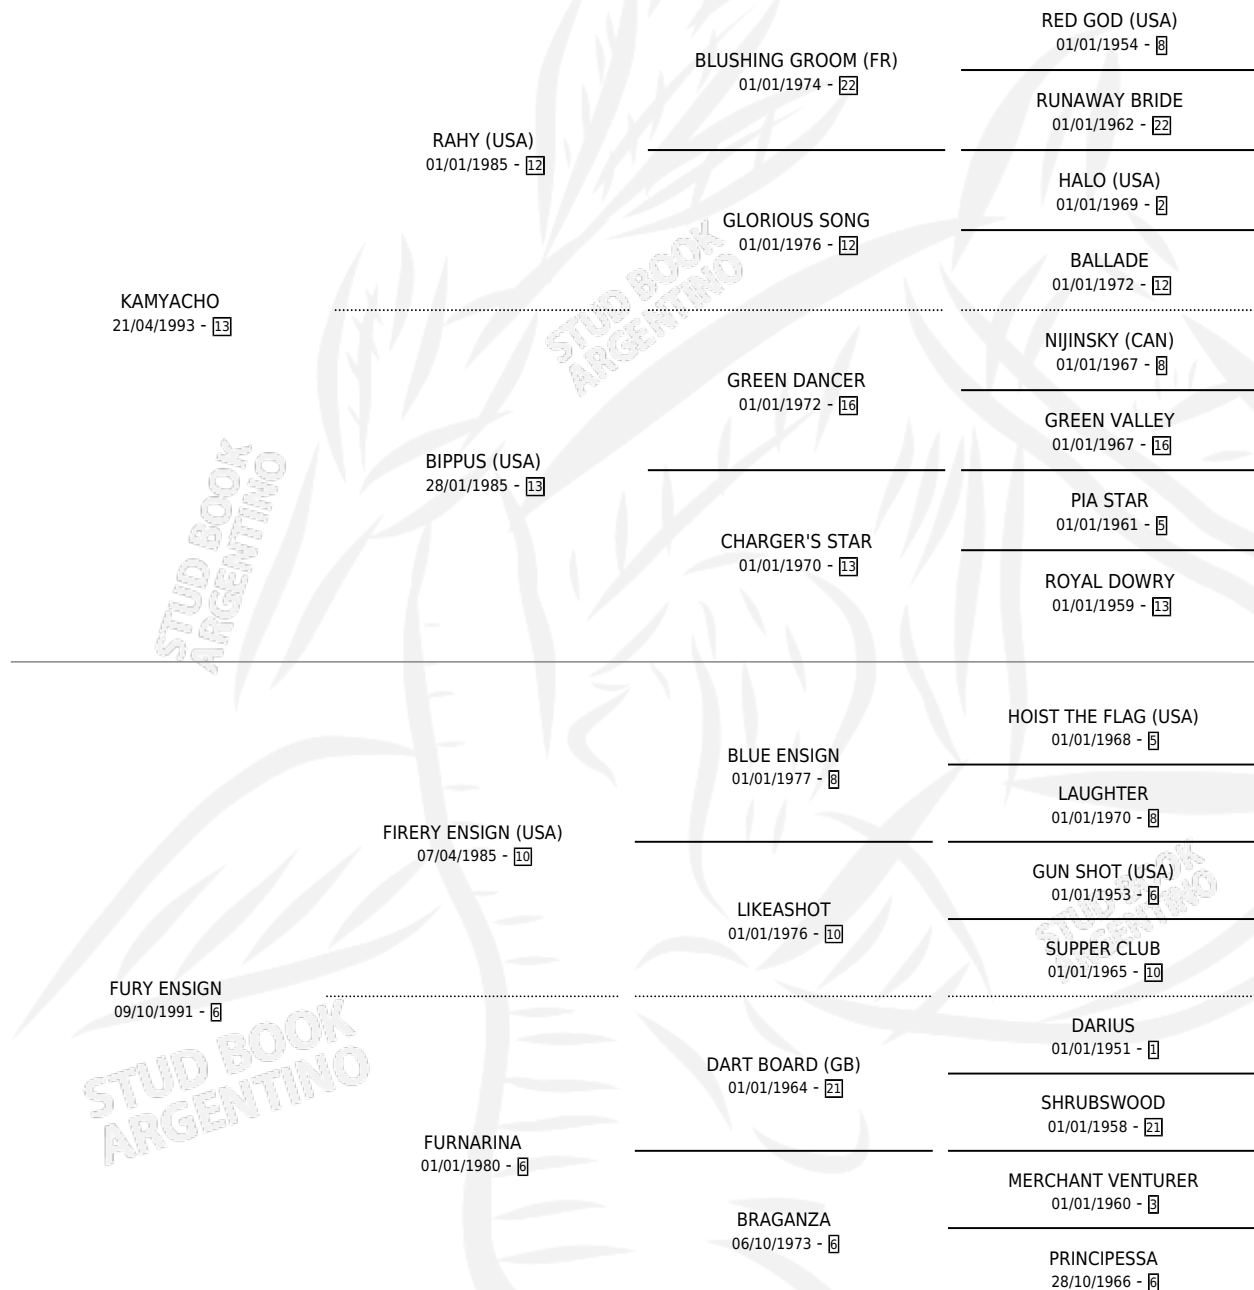 RED GOD (USA)
01/01/1954 - 8
BLUSHING GROOM (FR)
01/01/1974 - 22
RUNAWAY BRIDE
01/01/1962 - 22
RAHY (USA)
01/01/1985 - 12
HALO (USA)
01/01/1969 - 2
GLORIOUS SONG
01/01/1976 - 12
BALLADE
01/01/1972 - 12
KAMYACHO
21/04/1993 - 13
NIJINSKY (CAN)
01/01/1967 - 8
GREEN DANCER
01/01/1972 - 16
GREEN VALLEY
01/01/1967 - 16
BIPPUS (USA)
28/01/1985 - 13
PIA STAR
01/01/1961 - 5
CHARGER'S STAR
01/01/1970 - 13
ROYAL DOWRY
01/01/1959 - 13
HOIST THE FLAG (USA)
01/01/1968 - 5
BLUE ENSIGN
01/01/1977 - 8
LAUGHTER
01/01/1970 - 8
FIRERY ENSIGN (USA)
07/04/1985 - 10
GUN SHOT (USA)
01/01/1953 - 6
LIKEASHOT
01/01/1976 - 10
SUPPER CLUB
01/01/1965 - 10
FURY ENSIGN
09/10/1991 - 6
DARIUS
01/01/1951 - 1
DART BOARD (GB)
01/01/1964 - 21
SHRUBSWOOD
01/01/1958 - 21
FURNARINA
01/01/1980 - 6
MERCHANT VENTURER
01/01/1960 - 3
BRAGANZA
06/10/1973 - 6
PRINCIPESSA
28/10/1966 - 6
STUD BOOK
ARGENTINO
STUD BOOK
ARGENTINO
STUD BOOK
ARGENTINO
STUD BOOK
ARGENTINO